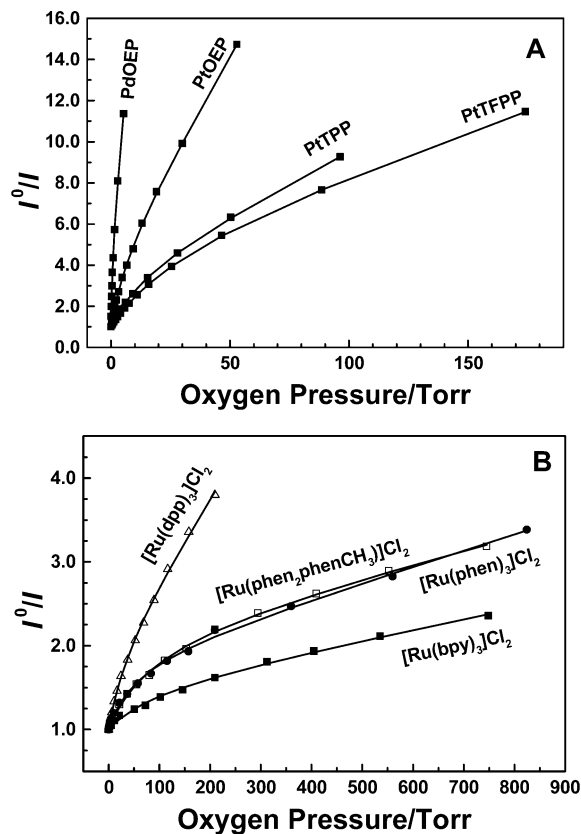 A
PdOEP
PtOEP
PtTPP
PtTFPP
I⁰/I
16.0
14.0
12.0
10.0
8.0
6.0
4.0
2.0
0.0
0 50 100 150
Oxygen Pressure/Torr
B
[Ru(dpp)₃]Cl₂
[Ru(phen₂phenCH₃)]Cl₂
[Ru(phen)₃]Cl₂
[Ru(bpy)₃]Cl₂
I⁰/I
4.0
3.0
2.0
1.0
0 100 200 300 400 500 600 700 800 900
Oxygen Pressure/Torr